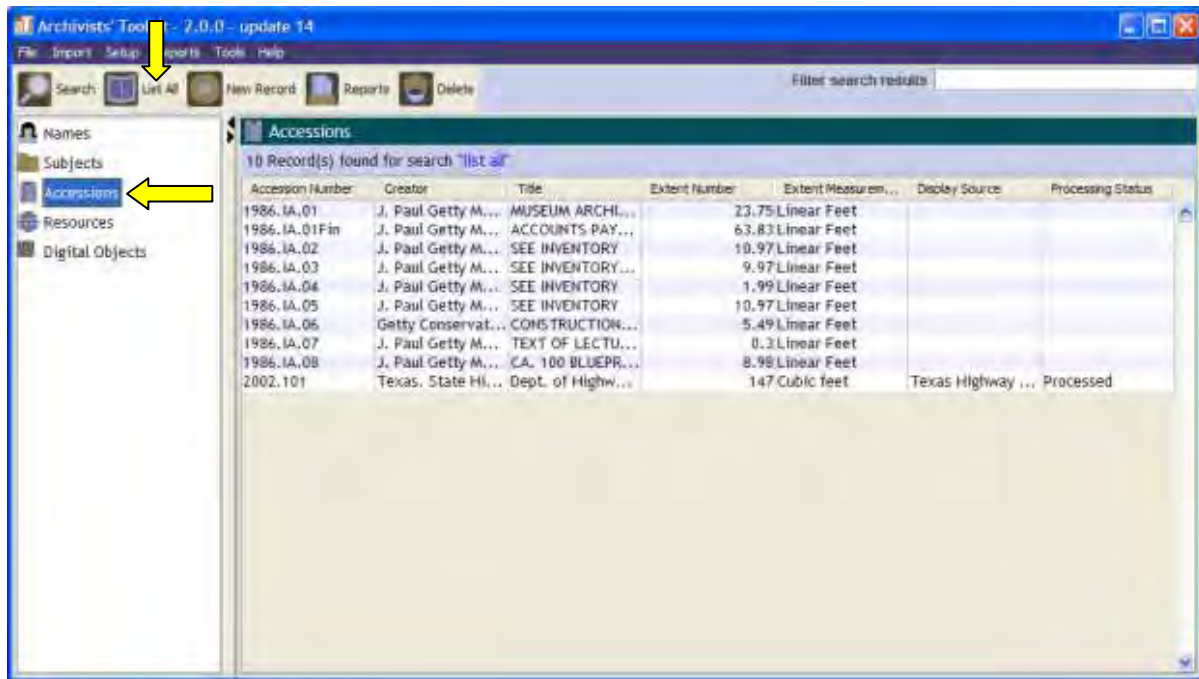 Archivists' Toolkit - 2.0.0 - update 14
File Import Setup Reports Tools Help
Search List All New Record Reports Delete Filter search results
Names
Subjects
Accessions
Resources
Digital Objects
Accessions
10 Record(s) found for search "list all"
Accession Number Creator Title Extent Number Extent Measurem... Display Source Processing Status
1986.IA.01 J. Paul Getty M... MUSEUM ARCHI... 23.75 Linear Feet
1986.IA.01Fin J. Paul Getty M... ACCOUNTS PAY... 63.83 Linear Feet
1986.IA.02 J. Paul Getty M... SEE INVENTORY 10.97 Linear Feet
1986.IA.03 J. Paul Getty M... SEE INVENTORY... 9.97 Linear Feet
1986.IA.04 J. Paul Getty M... SEE INVENTORY 1.99 Linear Feet
1986.IA.05 J. Paul Getty M... SEE INVENTORY 10.97 Linear Feet
1986.IA.06 Getty Conservat... CONSTRUCTION... 5.49 Linear Feet
1986.IA.07 J. Paul Getty M... TEXT OF LECTU... 0.3 Linear Feet
1986.IA.08 J. Paul Getty M... CA. 100 BLUEPR... 8.98 Linear Feet
2002.101 Texas. State Hi... Dept. of Highw... 147 Cubic feet Texas Highway ... Processed